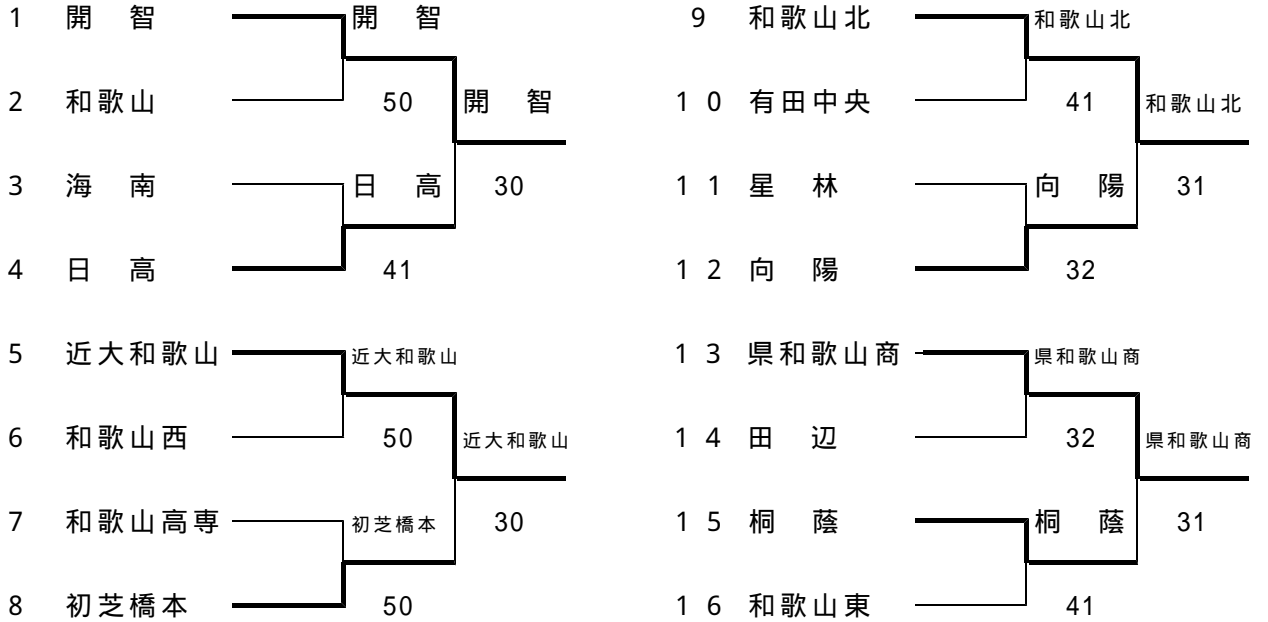 1 開 智 開 智 9 和歌山北 和歌山北
2 和歌山 50 開 智 10 有田中央 41 和歌山北
3 海 南 日 高 30 11 星 林 向 陽 31
4 日 高 41 12 向 陽 32
5 近大和歌山 近大和歌山 13 県和歌山商 県和歌山商
6 和歌山西 50 近大和歌山 14 田 辺 32 県和歌山商
7 和歌山高専 初芝橋本 30 15 桐 蔭 桐 蔭 31
8 初芝橋本 50 16 和歌山東 41